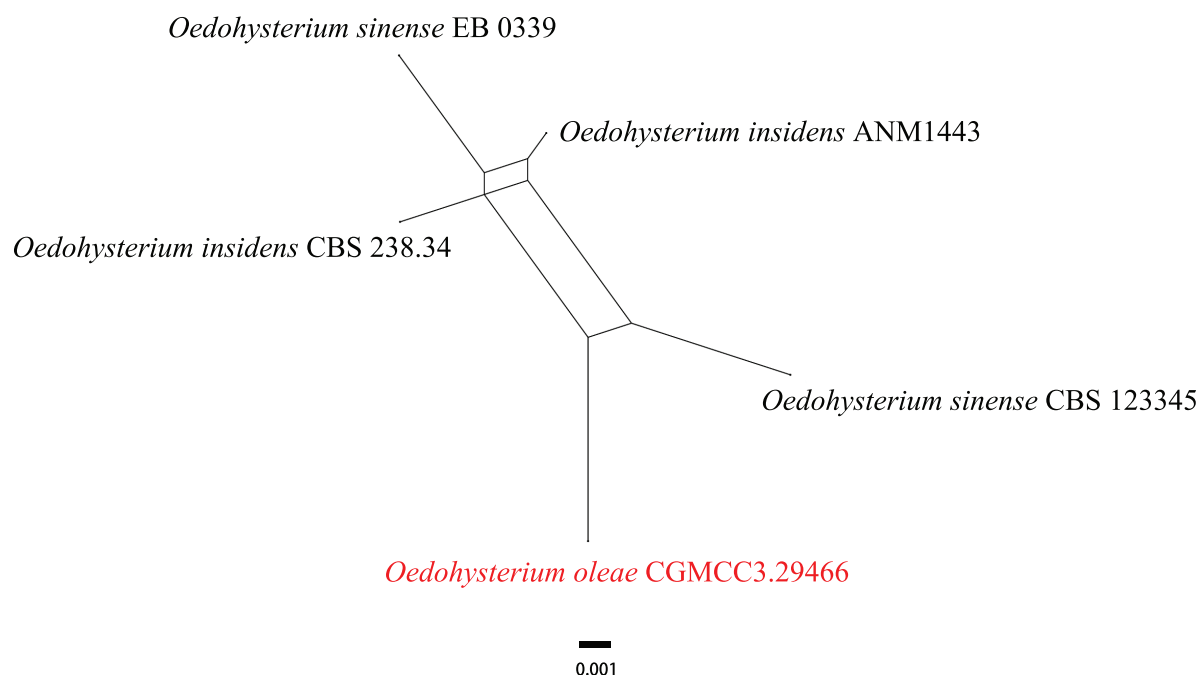 Oedohysterium sinense EB 0339
Oedohysterium insidens ANM1443
Oedohysterium insidens CBS 238.34
Oedohysterium sinense CBS 123345
Oedohysterium oleae CGMCC3.29466
0.001